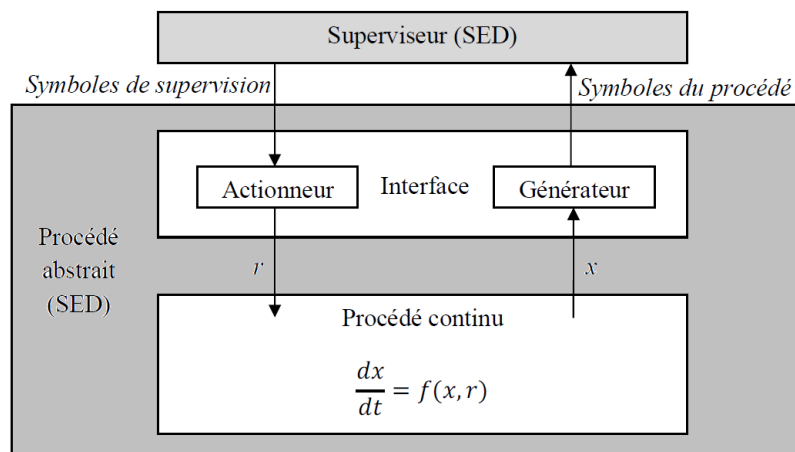 Superviseur (SED)
Symboles de supervision
Symboles du procédé
Actionneur
Interface
Générateur
Procédé
abstrait
(SED)
r
x
Procédé continu
dx/dt = f(x, r)